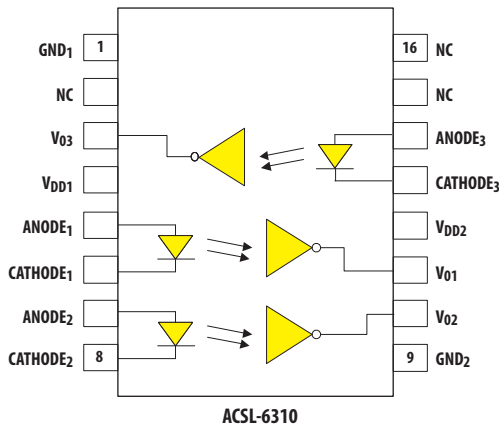 GND1 1 16 NC
NC NC
V03 ANODE3
VDD1 CATHODE3
ANODE1 VDD2
CATHODE1 V01
ANODE2 V02
CATHODE2 8 9 GND2
ACSL-6310